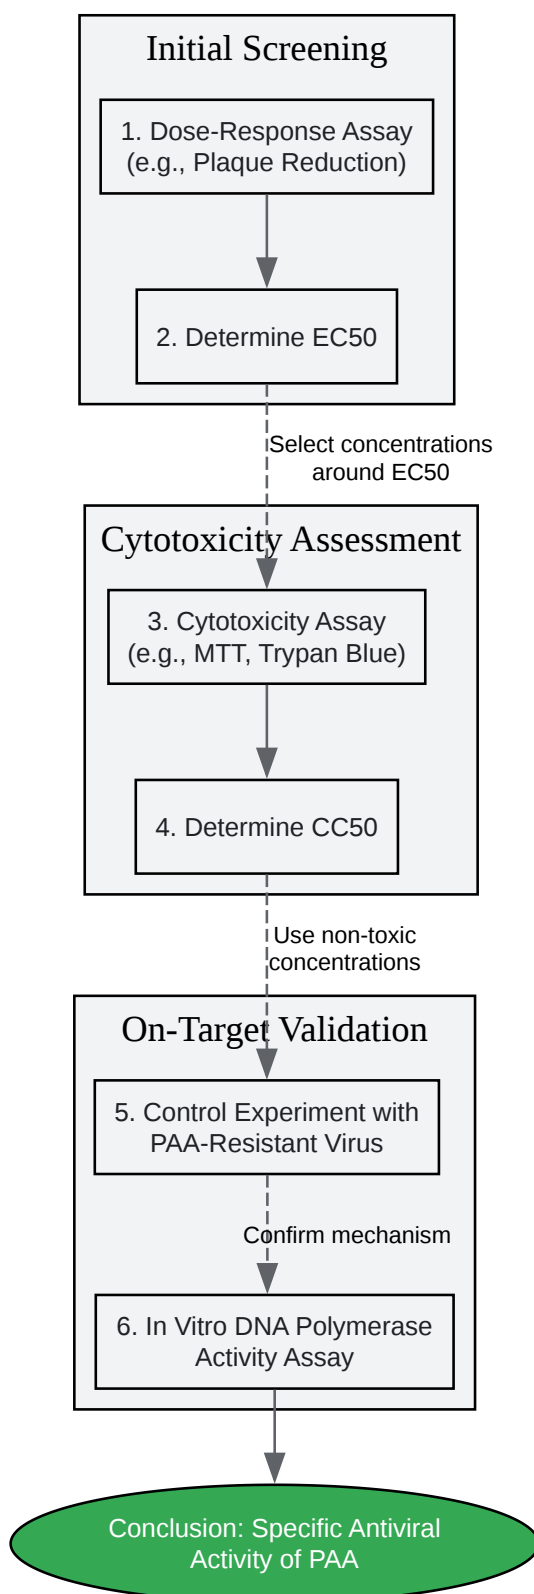 Initial Screening
1. Dose-Response Assay
(e.g., Plaque Reduction)
2. Determine EC50
Select concentrations
around EC50
Cytotoxicity Assessment
3. Cytotoxicity Assay
(e.g., MTT, Trypan Blue)
4. Determine CC50
Use non-toxic
concentrations
On-Target Validation
5. Control Experiment with
PAA-Resistant Virus
Confirm mechanism
6. In Vitro DNA Polymerase
Activity Assay
Conclusion: Specific Antiviral
Activity of PAA